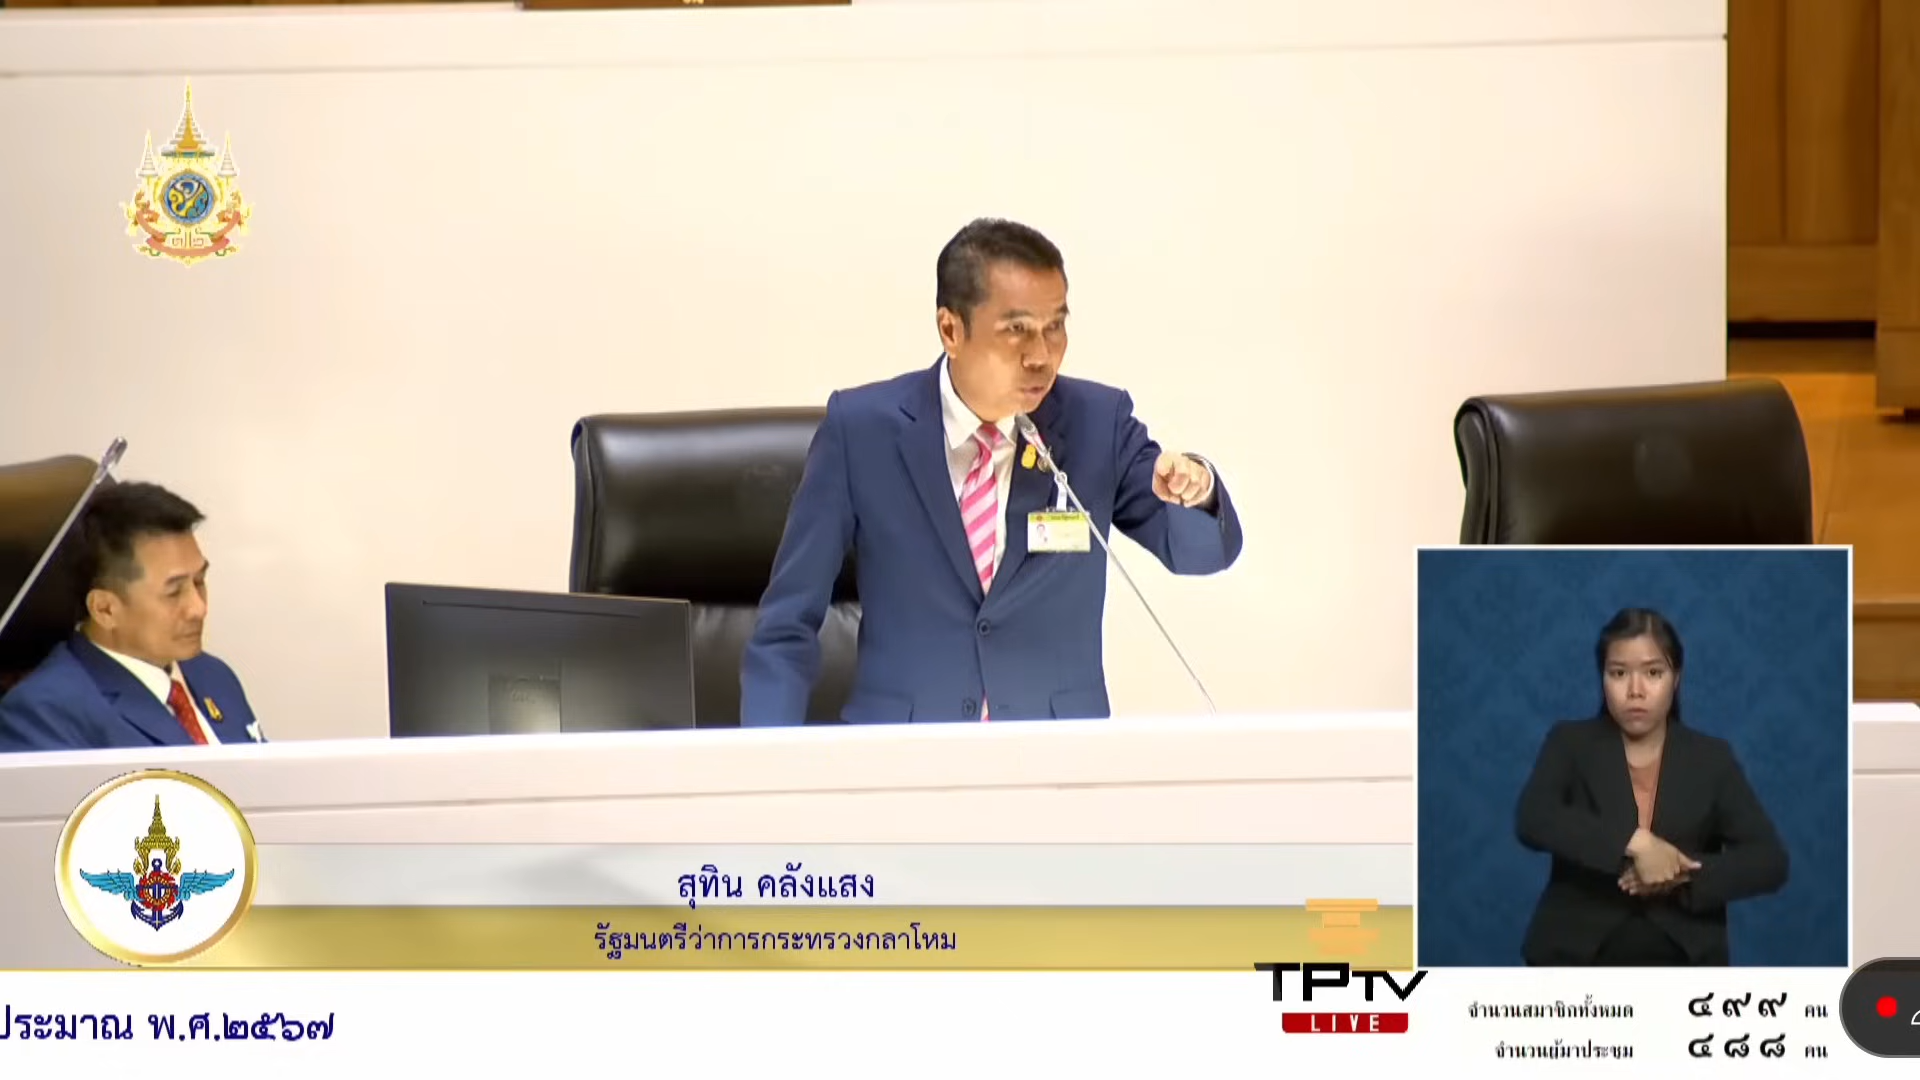 สุทิน คลังแสง
รัฐมนตรีว่าการกระทรวงกลาโหม
TPTV
LIVE
ประมาณ พ.ศ.๒๕๖๗
จำนวนสมาชิกทั้งหมด ๔๙๙ คน
จำนวนผู้มาประชุม ๔๘๘ คน